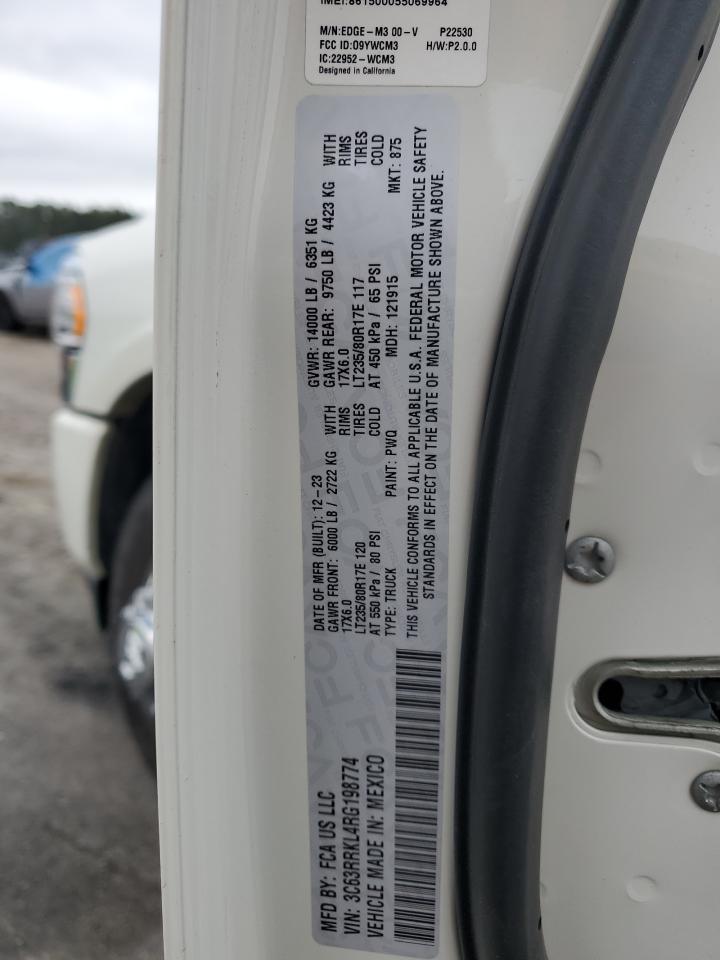 IMEI:861500055069964
M/N:EDGE-M3 00-V P22530
FCC ID:09YWCM3 H/W:P2.0.0
IC:22952-WCM3
Designed in California
MFD BY: FCA US LLC
VIN: 3C63RRKL4RG198774
VEHICLE MADE IN: MEXICO
DATE OF MFR (BUILT): 12-23 GVWR: 14000 LB / 6351 KG
GAWR FRONT: 6000 LB / 2722 KG WITH GAWR REAR: 9750 LB / 4423 KG WITH
17X6.0 RIMS 17X6.0 RIMS
LT235/80R17E 120 TIRES LT235/80R17E 117 TIRES
AT 550 kPa / 80 PSI COLD AT 450 kPa / 65 PSI COLD
TYPE: TRUCK PAINT: PWQ MDH: 121915 MKT: 875
THIS VEHICLE CONFORMS TO ALL APPLICABLE U.S.A. FEDERAL MOTOR VEHICLE SAFETY
STANDARDS IN EFFECT ON THE DATE OF MANUFACTURE SHOWN ABOVE.